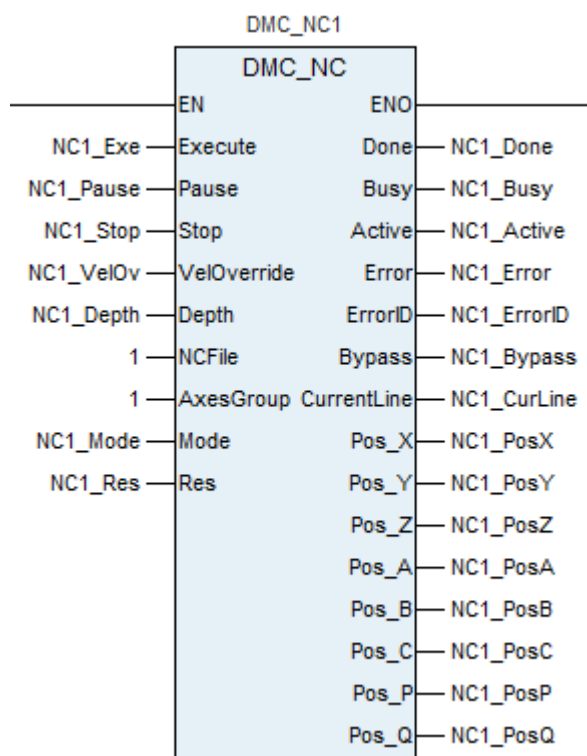 DMC_NC1
DMC_NC
EN ENO
NC1_Exe Execute Done NC1_Done
NC1_Pause Pause Busy NC1_Busy
NC1_Stop Stop Active NC1_Active
NC1_VelOv VelOverride Error NC1_Error
NC1_Depth Depth ErrorID NC1_ErrorID
1 NCFile Bypass NC1_Bypass
1 AxesGroup CurrentLine NC1_CurLine
NC1_Mode Mode Pos_X NC1_PosX
NC1_Res Res Pos_Y NC1_PosY
Pos_Z NC1_PosZ
Pos_A NC1_PosA
Pos_B NC1_PosB
Pos_C NC1_PosC
Pos_P NC1_PosP
Pos_Q NC1_PosQ